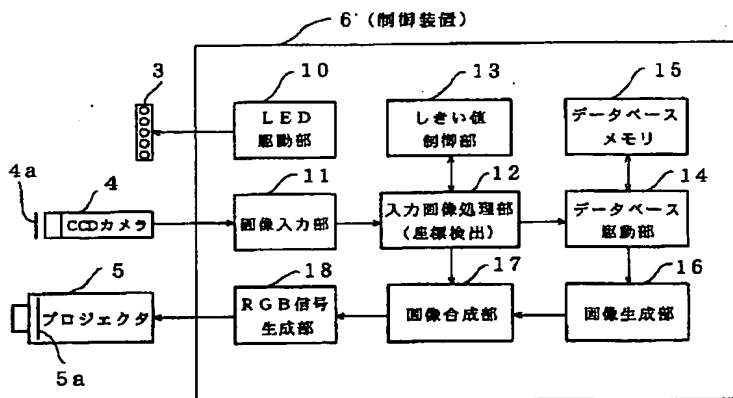 6'(制御装置)
3
10
13
15
LED
駆動部
しきい値
制御部
データベース
メモリ
4a
4
11
12
14
CCDカメラ
画像入力部
入力画像処理部
(座標検出)
データベース
駆動部
5
18
17
16
プロジェクタ
RGB信号
生成部
画像合成部
画像生成部
5a